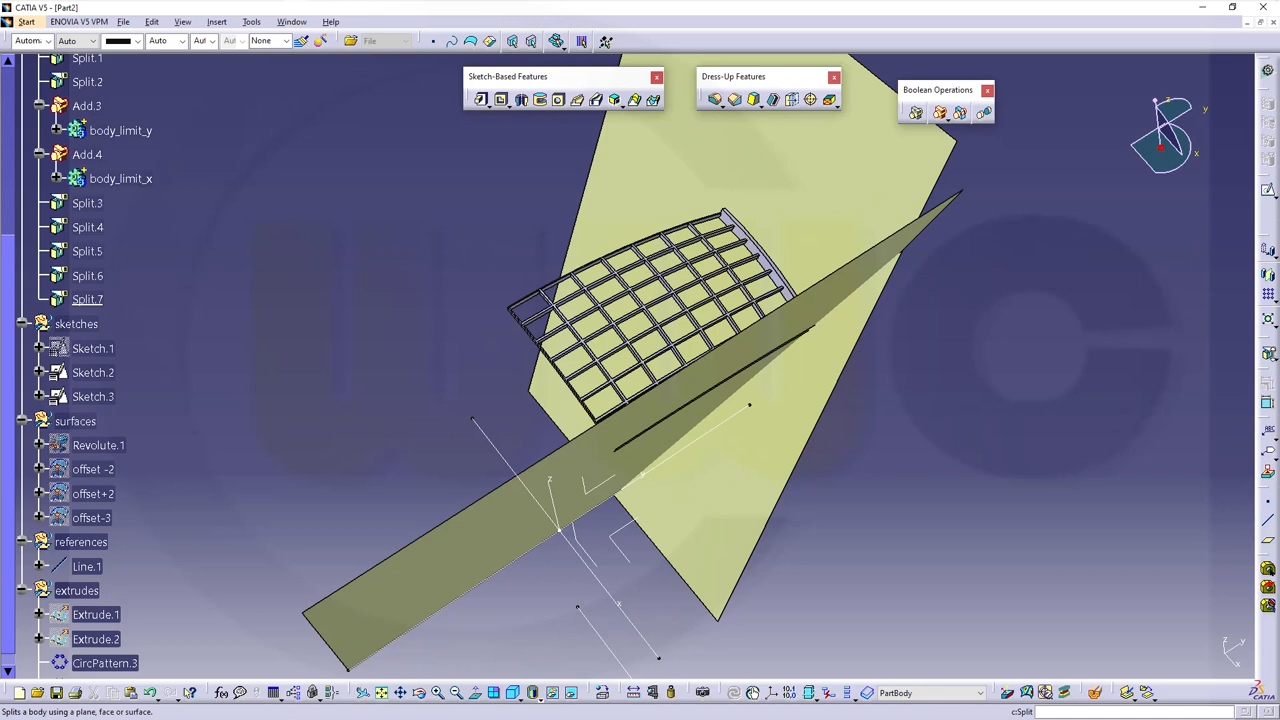 CATIA V5 - [Part2]
Start ENOVIA V5 VPM File Edit View Insert Tools Window Help
Autom Auto Auto Aut Aut None File
Sketch-Based Features
Dress-Up Features
Boolean Operations
Split.1
Split.2
Add.3
body_limit_y
Add.4
body_limit_x
Split.3
Split.4
Split.5
Split.6
Split.7
sketches
Sketch.1
Sketch.2
Sketch.3
surfaces
Revolute.1
offset -2
offset+2
offset-3
references
Line.1
extrudes
Extrude.1
Extrude.2
CircPattern.3
z
y
x
z
x
z
y
x
PartBody
Splits a body using a plane, face or surface.
c:Split